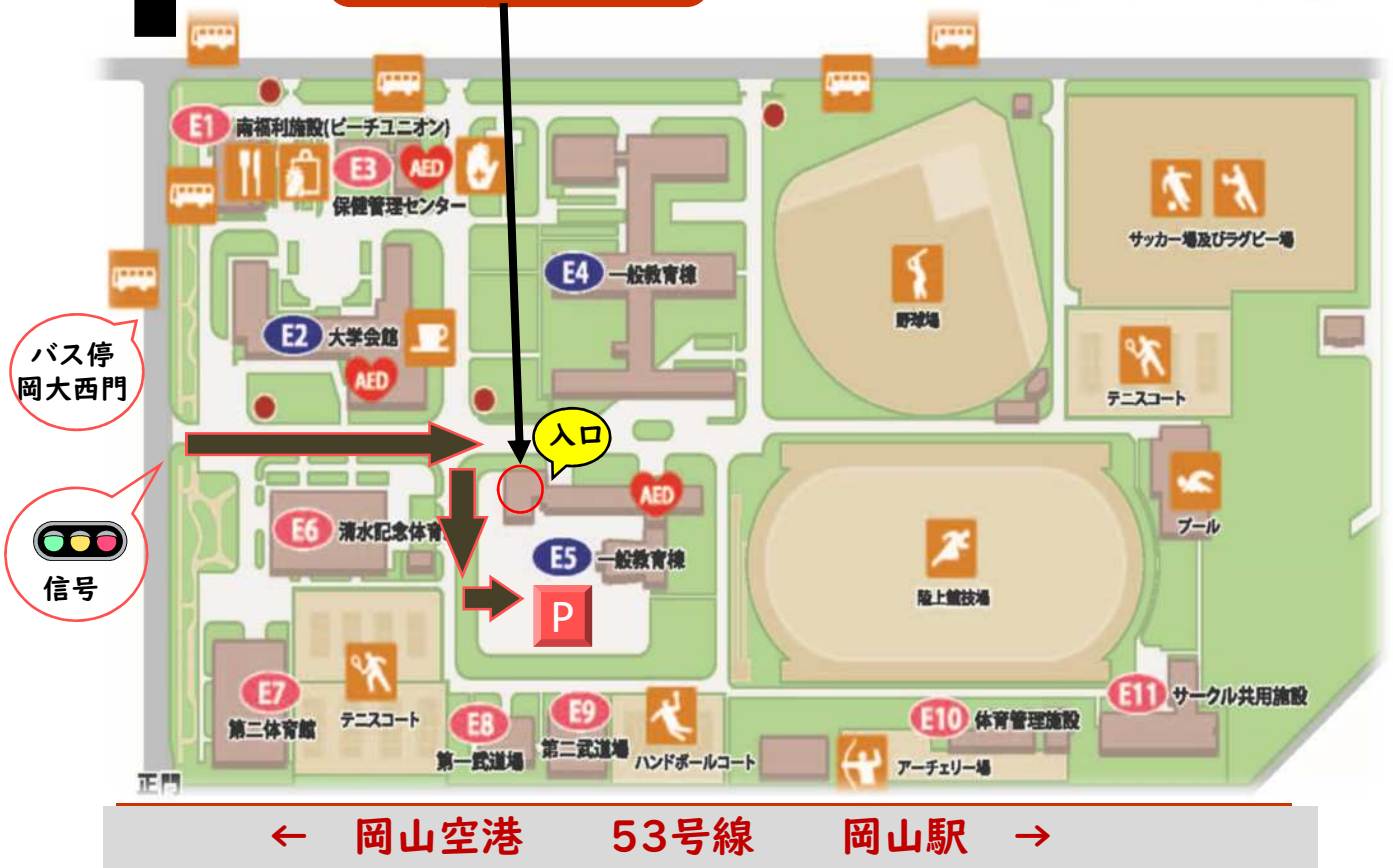 E1 南福利施設(ピーチユニオン)
E3 AED
保健管理センター
E4 一般教育棟
サッカー場及びラグビー場
野球場
E2 大学会館
AED
バス停
岡大西門
テニスコート
入口
AED
E6 清水記念体育
プール
信号
E5 一般教育棟
陸上競技場
P
E7
第二体育館
テニスコート
E8
第一武道場
E9
第二武道場
ハンドボールコート
E10 体育管理施設
E11 サークル共用施設
アーチェリー場
正門
← 岡山空港 53号線 岡山駅 →